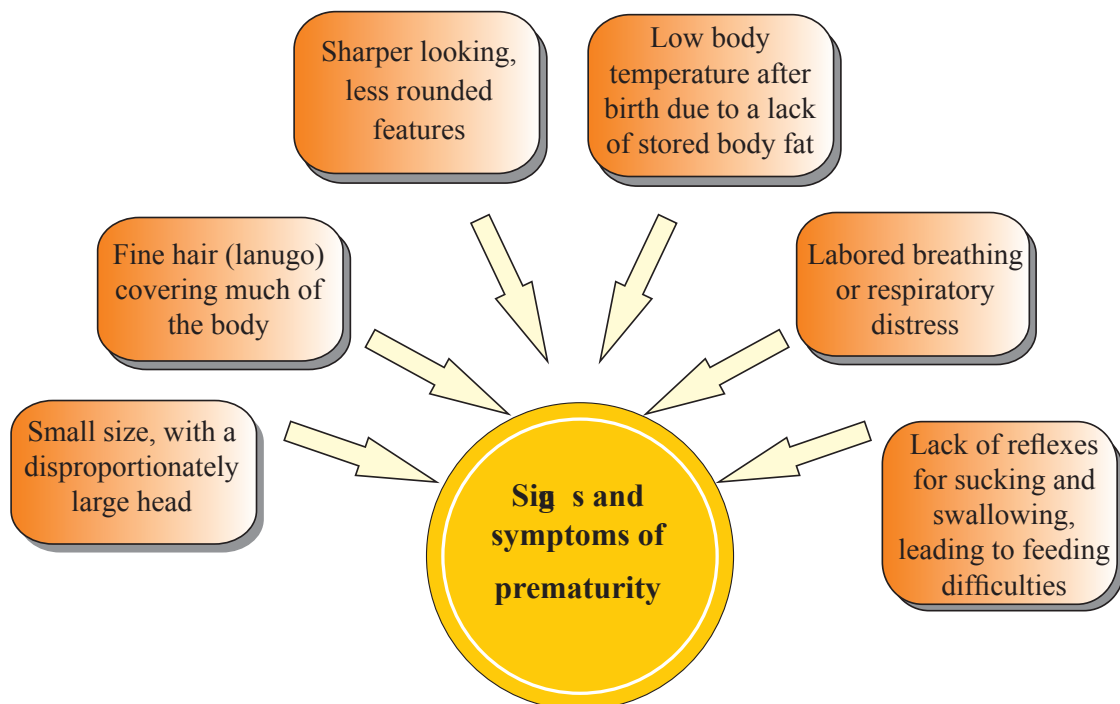 Sharper looking,
less rounded
features
Low body
temperature after
birth due to a lack
of stored body fat
Fine hair (lanugo)
covering much of
the body
Labored breathing
or respiratory
distress
Small size, with a
disproportionately
large head
Lack of reflexes
for sucking and
swallowing,
leading to feeding
difficulties
Signs and
symptoms of
prematurity